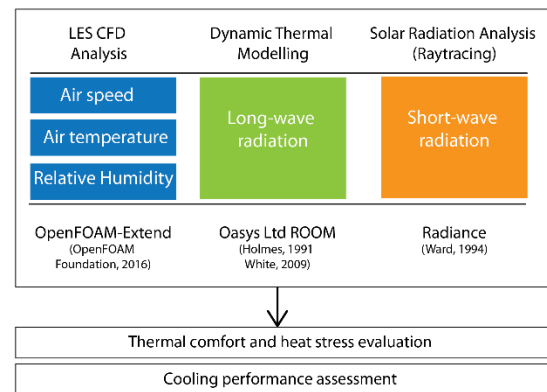 LES CFD
Analysis
Dynamic Thermal
Modelling
Solar Radiation Analysis
(Raytracing)
Air speed
Air temperature
Relative Humidity
Long-wave
radiation
Short-wave
radiation
OpenFOAM-Extend
(OpenFOAM
Foundation, 2016)
Oasys Ltd ROOM
(Holmes, 1991
White, 2009)
Radiance
(Ward, 1994)
Thermal comfort and heat stress evaluation
Cooling performance assessment